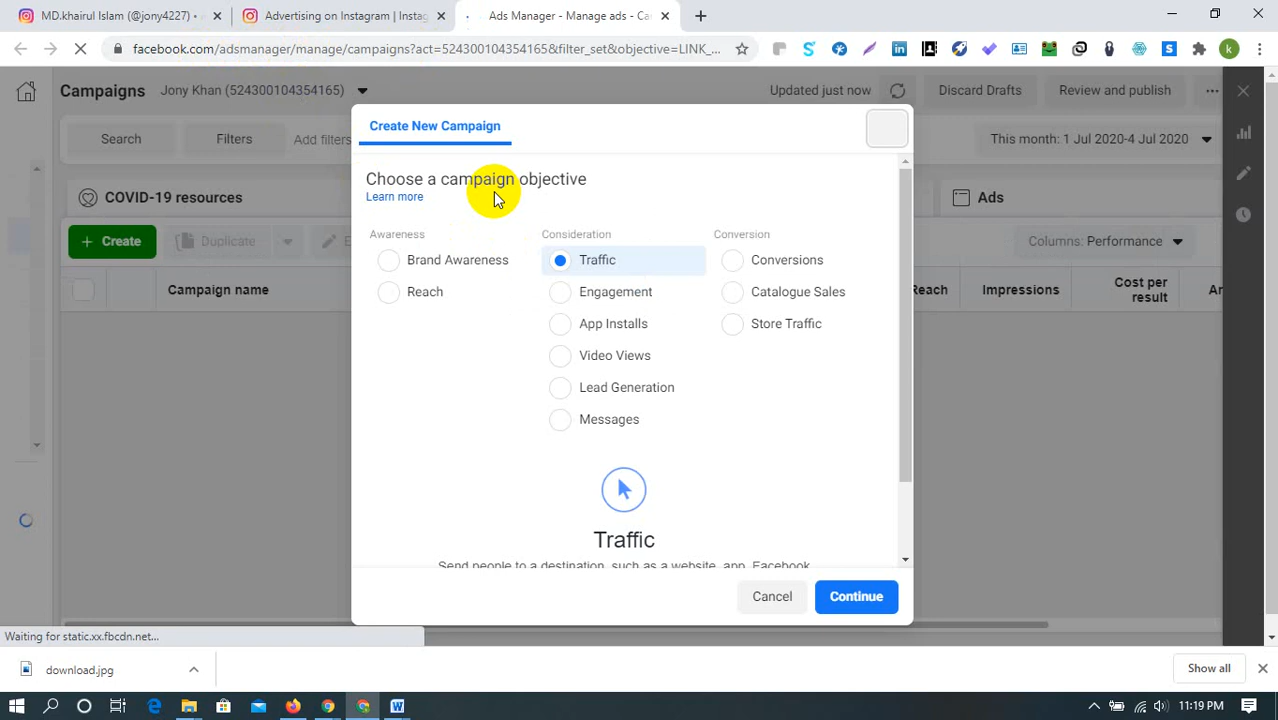 MD.khairul Islam (@jony4227) •
Advertising on Instagram | Instag
Ads Manager - Manage ads - Ca
facebook.com/adsmanager/manage/campaigns?act=524300104354165&filter_set&objective=LINK_...
Campaigns
Jony Khan (524300104354165)
Updated just now
Discard Drafts
Review and publish
Create New Campaign
Search
Filters
Add filters
This month: 1 Jul 2020-4 Jul 2020
Choose a campaign objective
Learn more
COVID-19 resources
Ads
+ Create
Duplicate
Columns: Performance
Awareness
Consideration
Conversion
Brand Awareness
Traffic
Conversions
Campaign name
Reach
Engagement
Catalogue Sales
Reach
Impressions
Cost per
result
App Installs
Store Traffic
Video Views
Lead Generation
Messages
Traffic
Send people to a destination, such as a website, app, Facebook
Cancel
Continue
Waiting for static.xx.fbcdn.net...
download.jpg
Show all
11:19 PM